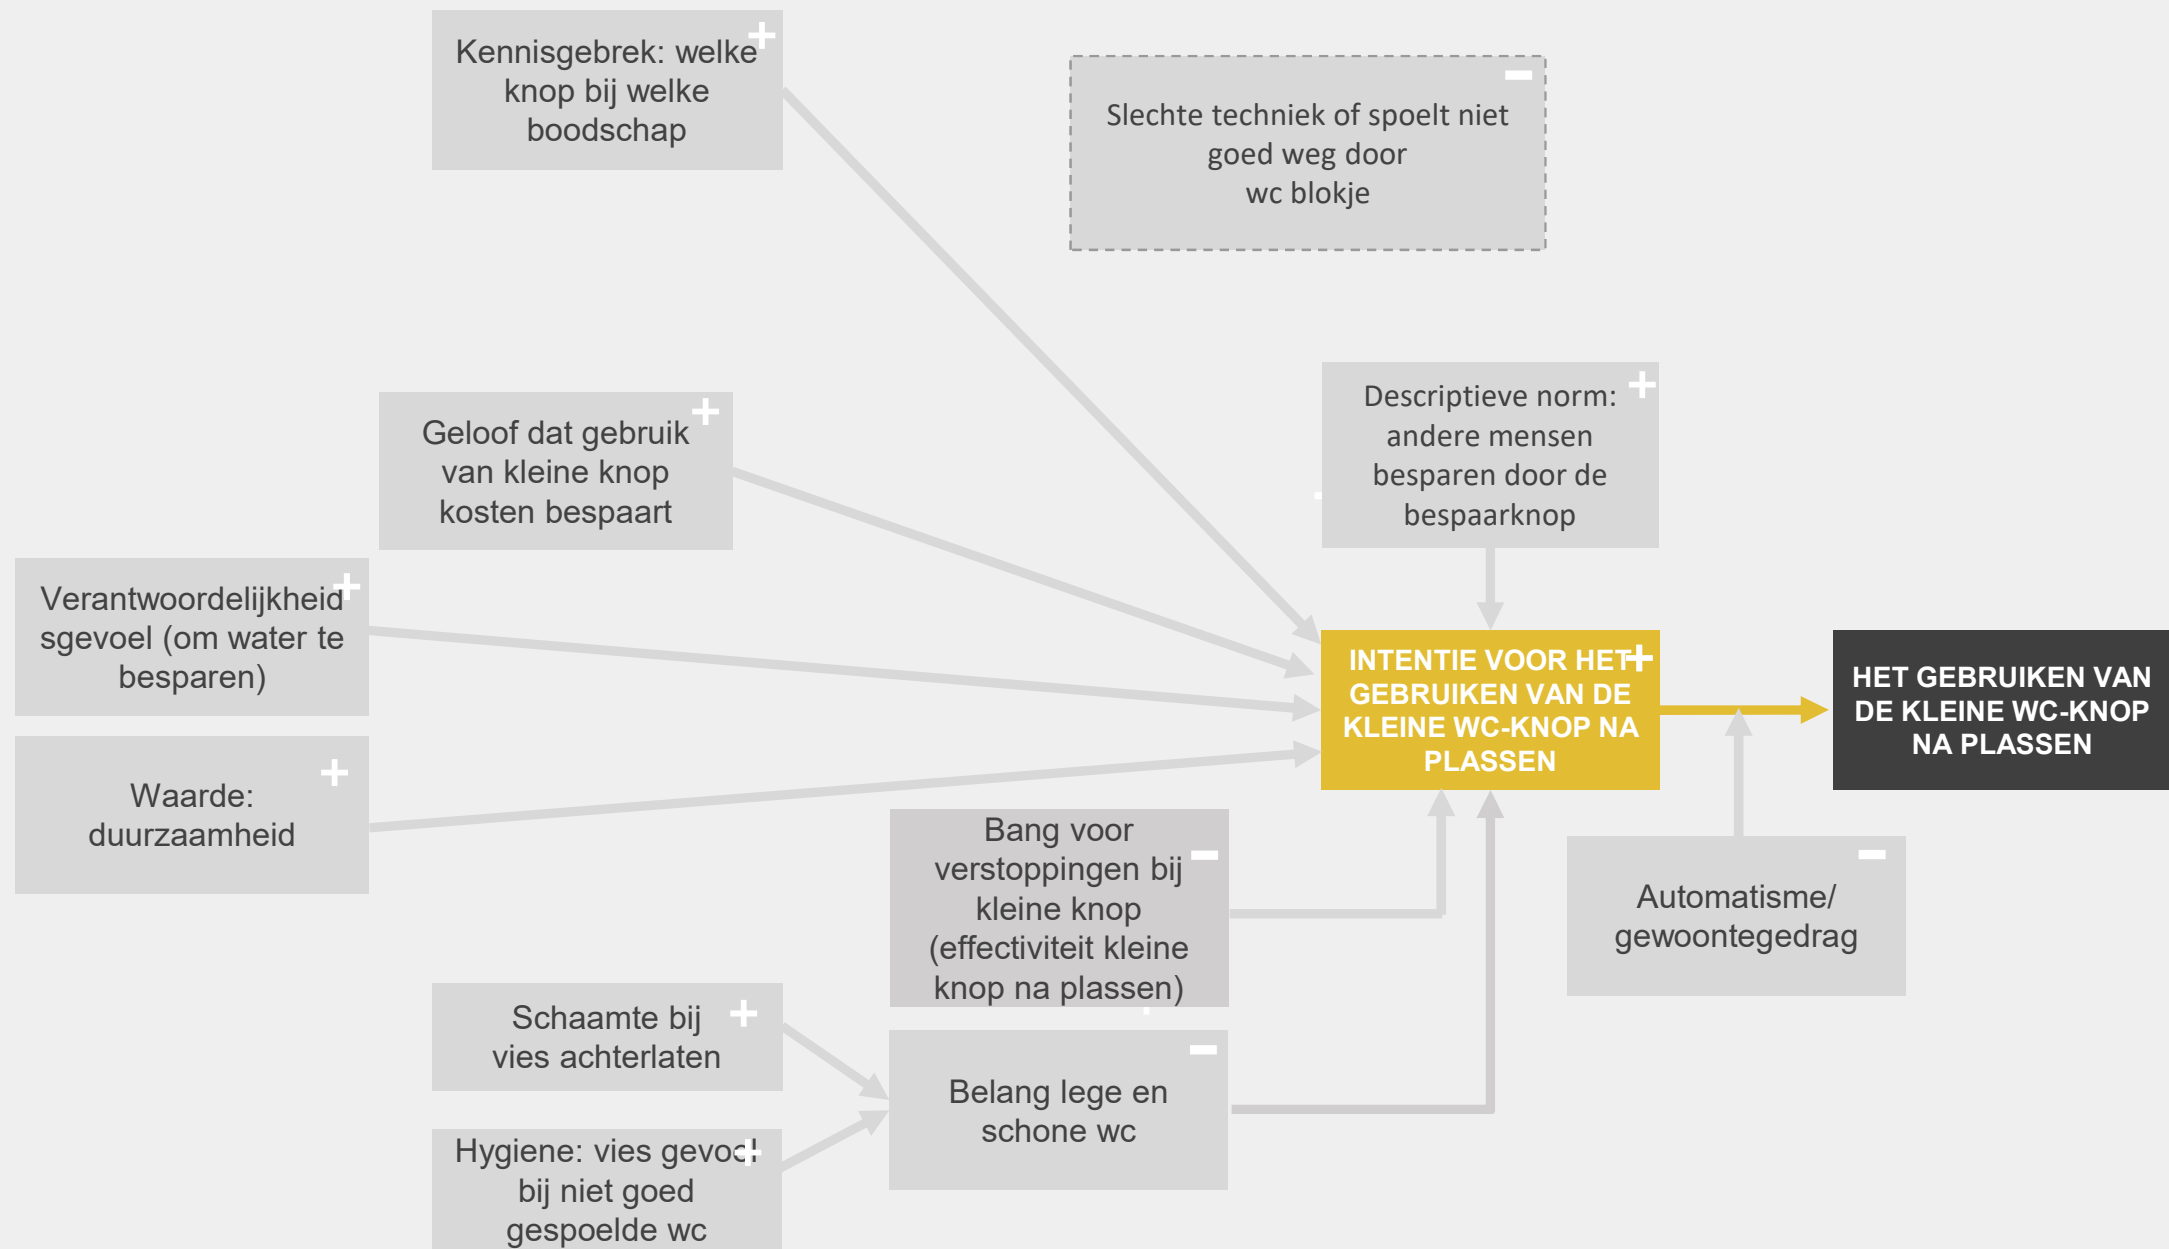 Kennisgebrek: welke
knop bij welke
boodschap
+
Slechte techniek of spoelt niet
goed weg door
wc blokje
-
Geloof dat gebruik
van kleine knop
kosten bespaart
+
Descriptieve norm:
andere mensen
besparen door de
bespaarknop
+
Verantwoordelijkheid
sgevoel (om water te
besparen)
+
Waarde:
duurzaamheid
+
INTENTIE VOOR HET
GEBRUIKEN VAN DE
KLEINE WC-KNOP NA
PLASSEN
+
HET GEBRUIKEN VAN
DE KLEINE WC-KNOP
NA PLASSEN
Bang voor
verstoppingen bij
kleine knop
(effectiviteit kleine
knop na plassen)
-
Automatisme/
gewoontegedrag
-
Schaamte bij
vies achterlaten
+
Belang lege en
schone wc
-
Hygiene: vies gevoel
bij niet goed
gespoelde wc
+